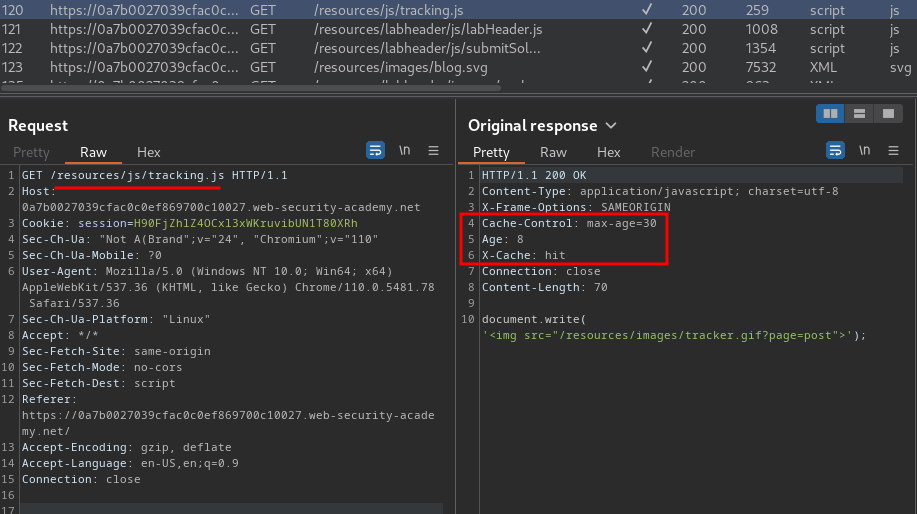 120 https://0a7b0027039cfac0c... GET /resources/js/tracking.js ✓ 200 259 script js
121 https://0a7b0027039cfac0c... GET /resources/labheader/js/labHeader.js ✓ 200 1008 script js
122 https://0a7b0027039cfac0c... GET /resources/labheader/js/submitSol... ✓ 200 1354 script js
123 https://0a7b0027039cfac0c... GET /resources/images/blog.svg ✓ 200 7532 XML svg
Request
Pretty Raw Hex \n
1 GET /resources/js/tracking.js HTTP/1.1
2 Host:
0a7b0027039cfac0c0ef869700c10027.web-security-academy.net
3 Cookie: session=H90FjZhlZ4OCxl3xWKruvibUN1T80XRh
4 Sec-Ch-Ua: "Not A(Brand";v="24", "Chromium";v="110"
5 Sec-Ch-Ua-Mobile: ?0
6 User-Agent: Mozilla/5.0 (Windows NT 10.0; Win64; x64)
AppleWebKit/537.36 (KHTML, like Gecko) Chrome/110.0.5481.78
Safari/537.36
7 Sec-Ch-Ua-Platform: "Linux"
8 Accept: */*
9 Sec-Fetch-Site: same-origin
10 Sec-Fetch-Mode: no-cors
11 Sec-Fetch-Dest: script
12 Referer:
https://0a7b0027039cfac0c0ef869700c10027.web-security-acade
my.net/
13 Accept-Encoding: gzip, deflate
14 Accept-Language: en-US,en;q=0.9
15 Connection: close
16
17
Original response
Pretty Raw Hex Render \n
1 HTTP/1.1 200 OK
2 Content-Type: application/javascript; charset=utf-8
3 X-Frame-Options: SAMEORIGIN
4 Cache-Control: max-age=30
5 Age: 8
6 X-Cache: hit
7 Connection: close
8 Content-Length: 70
9
10 document.write(
'<img src="/resources/images/tracker.gif?page=post">');